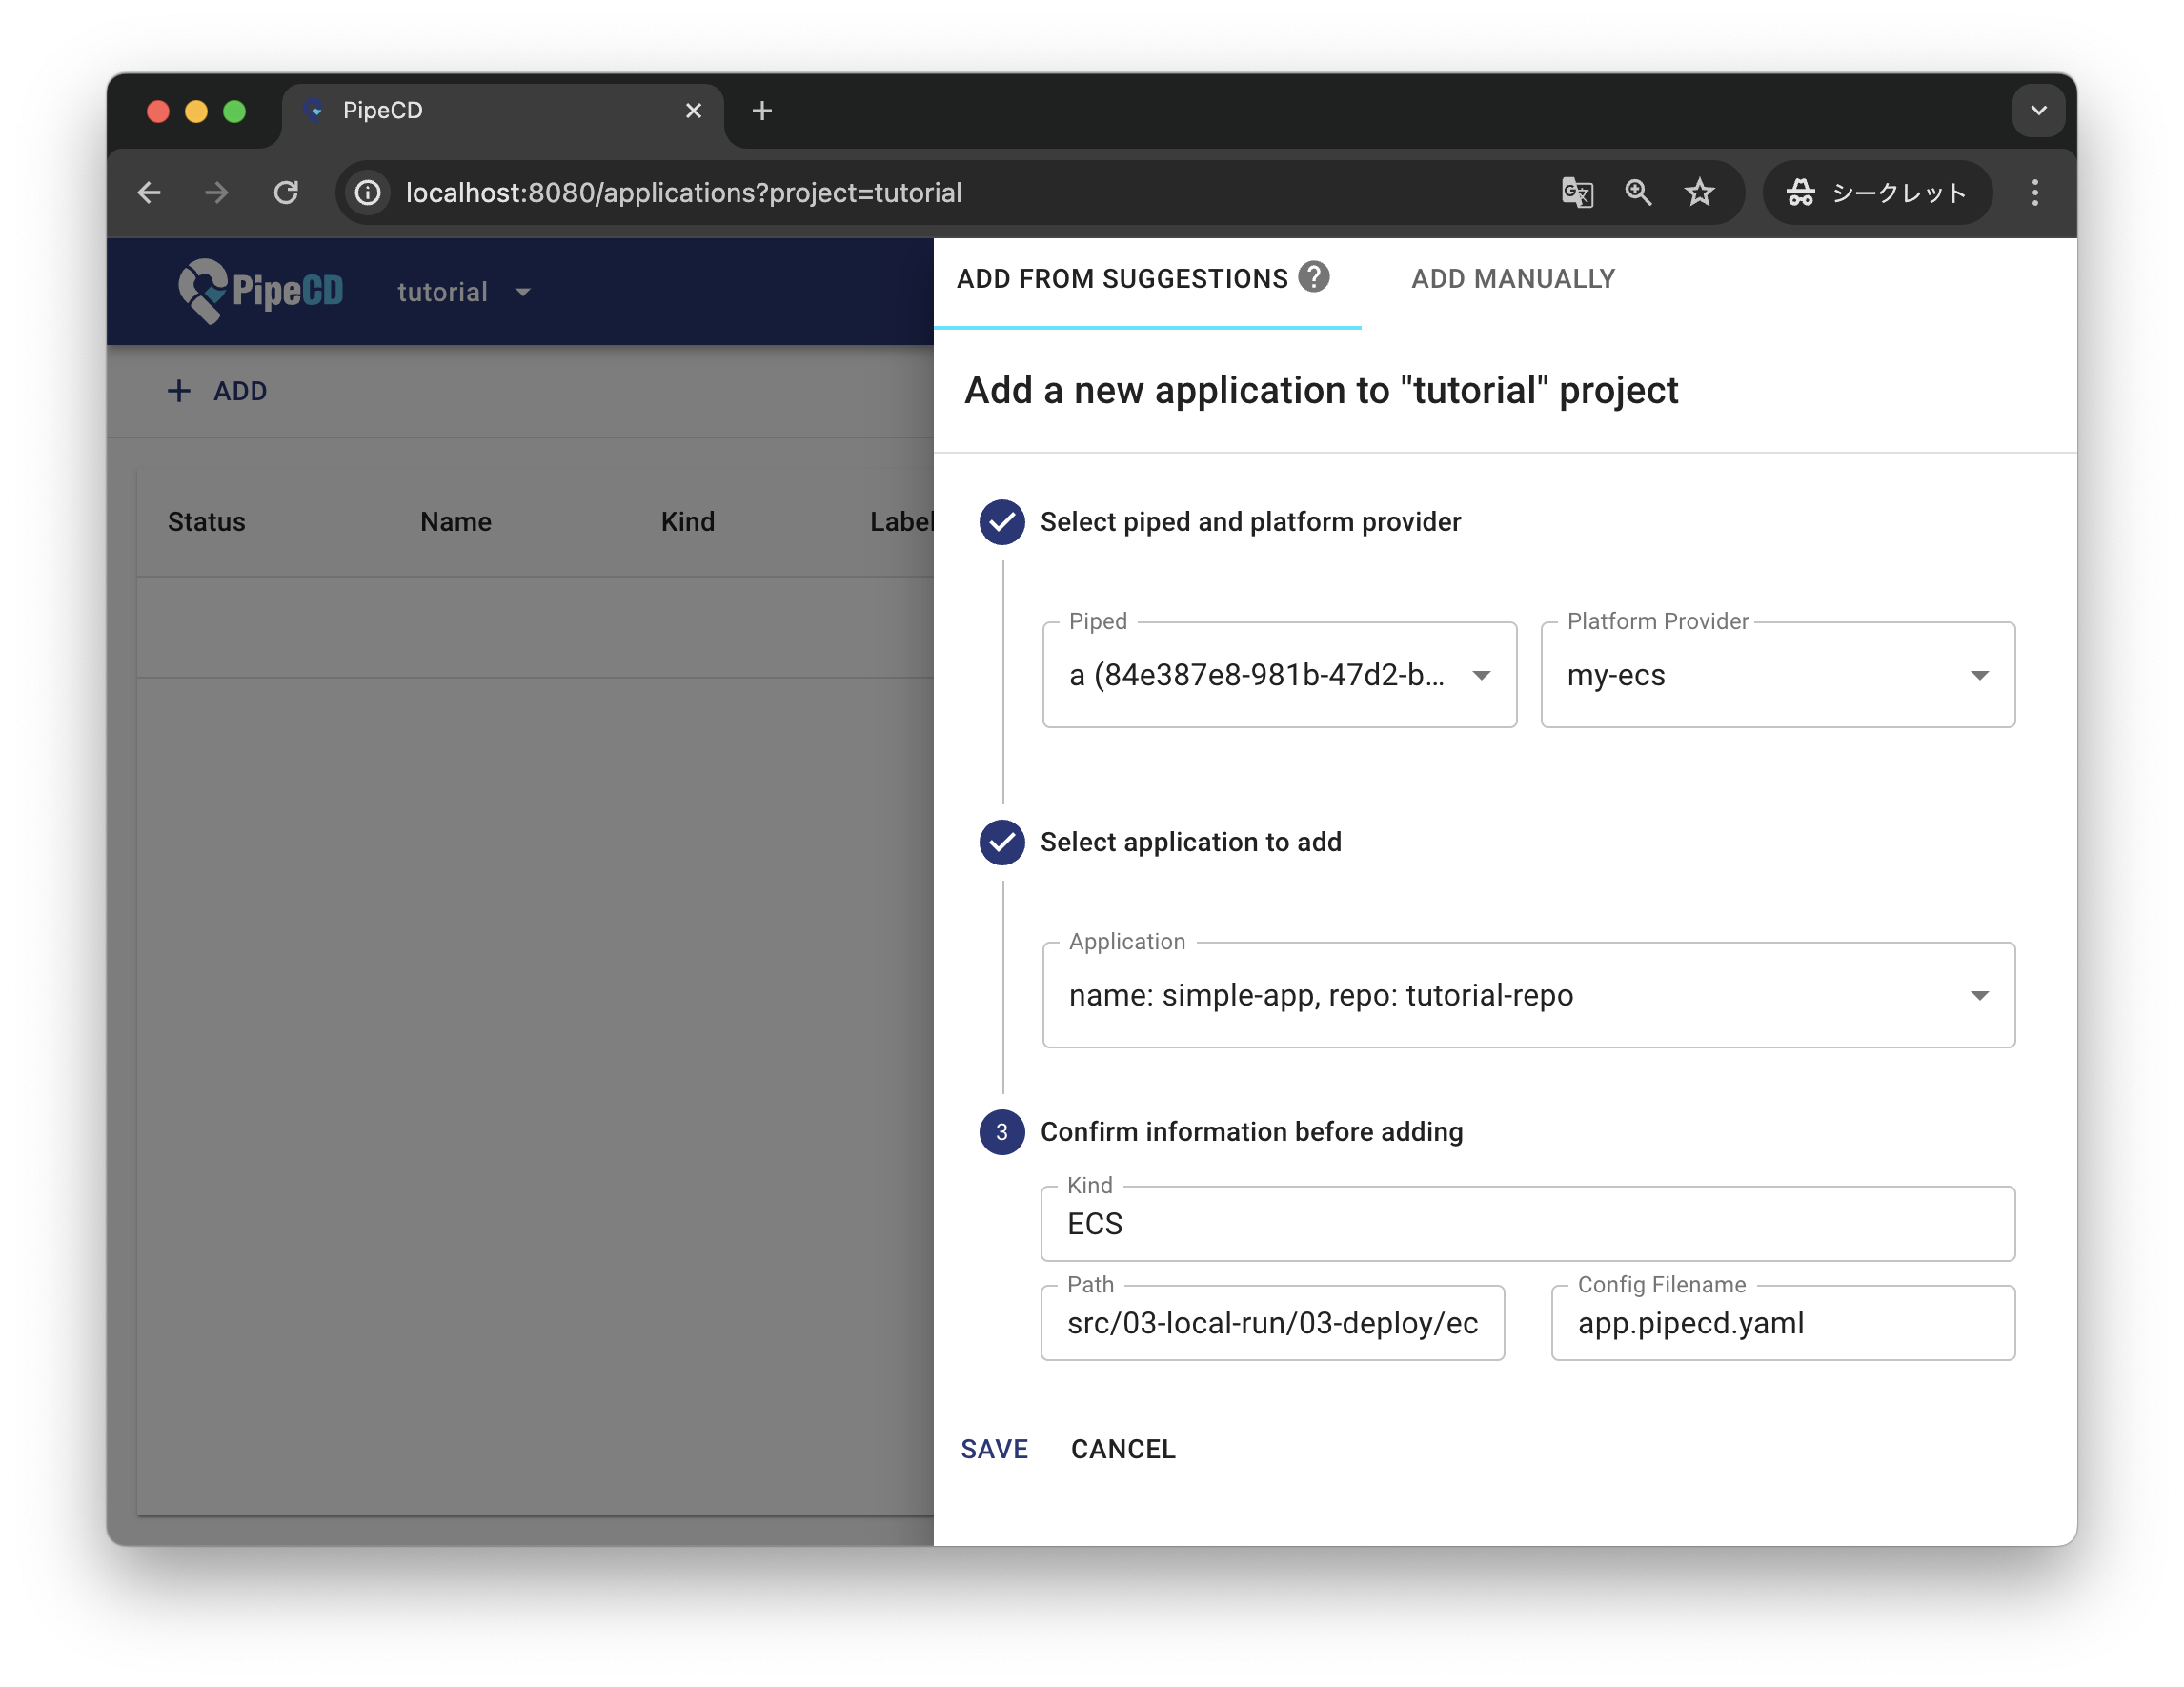 PipeCD
localhost:8080/applications?project=tutorial
シークレット
PipeCD
tutorial
ADD
Status Name Kind Label
ADD FROM SUGGESTIONS ?
ADD MANUALLY
Add a new application to "tutorial" project
Select piped and platform provider
Piped
a (84e387e8-981b-47d2-b...
Platform Provider
my-ecs
Select application to add
Application
name: simple-app, repo: tutorial-repo
3 Confirm information before adding
Kind
ECS
Path
src/03-local-run/03-deploy/ec
Config Filename
app.pipecd.yaml
SAVE CANCEL